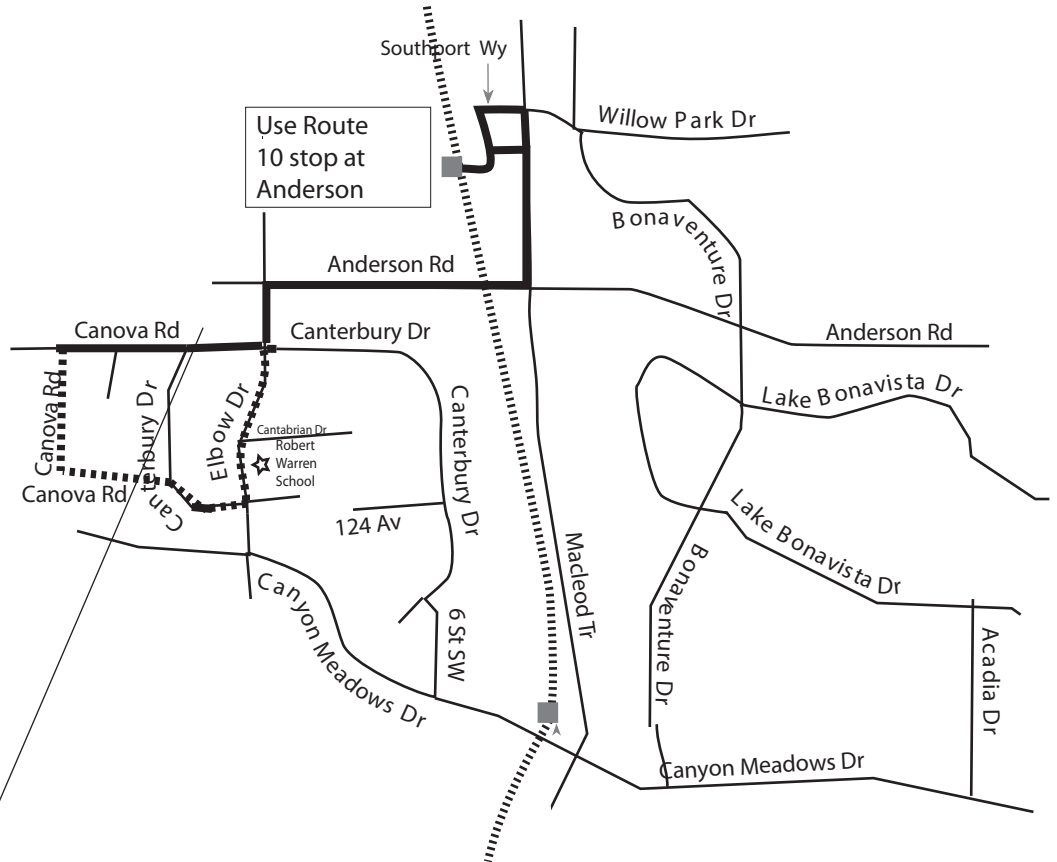 Southport Wy
Use Route
10 stop at
Anderson
Willow Park Dr
Bonaventure Dr
Anderson Rd
Canova Rd
Canterbury Dr
Anderson Rd
Canova Rd
Canterbury Dr
Elbow Dr
Canterbury Dr
Lake Bonavista Dr
Cantabrian Dr
Robert
Warren
School
Canova Rd
124 Av
Lake Bonavista Dr
Macleod Tr
Bonaventure Dr
Canyon Meadows Dr
6 St SW
Acadia Dr
Canyon Meadows Dr